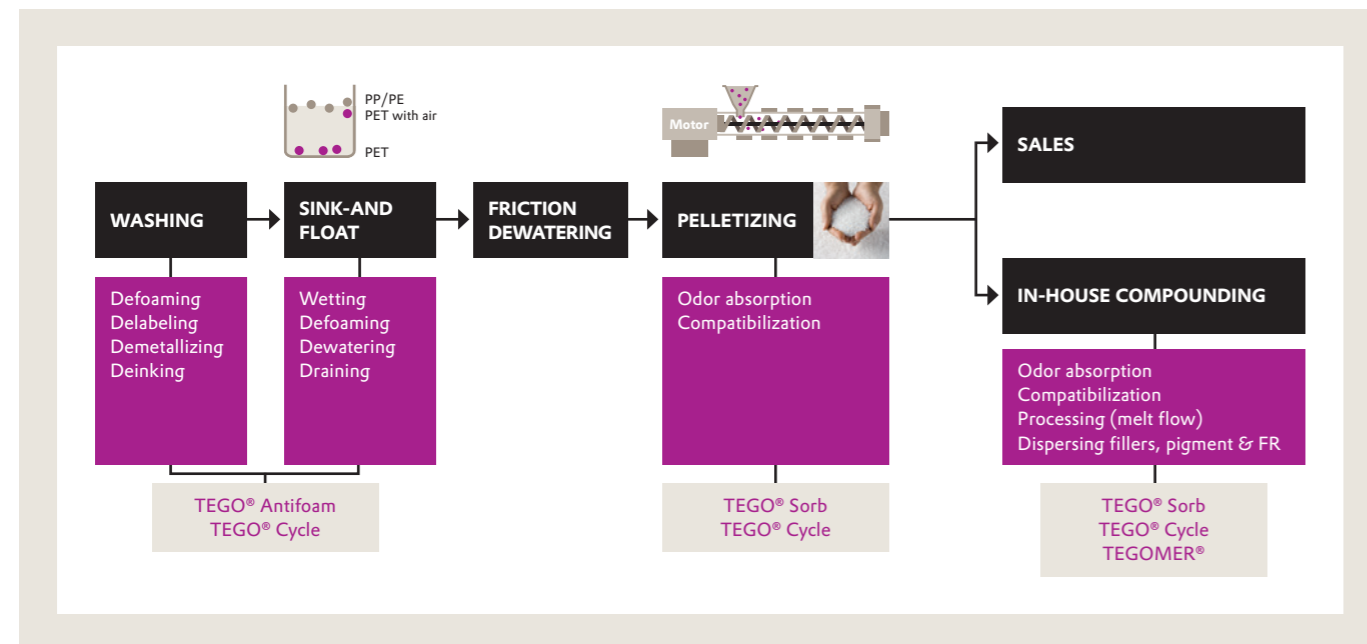 PP/PE
PET with air
PET
Motor
WASHING
SINK-AND
FLOAT
FRICTION
DEWATERING
PELLETIZING
SALES
IN-HOUSE COMPOUNDING
Defoaming
Delabeling
Demetallizing
Deinking
Wetting
Defoaming
Dewatering
Draining
Odor absorption
Compatibilization
Odor absorption
Compatibilization
Processing (melt flow)
Dispersing fillers, pigment & FR
TEGO® Antifoam
TEGO® Cycle
TEGO® Sorb
TEGO® Cycle
TEGO® Sorb
TEGO® Cycle
TEGOMER®